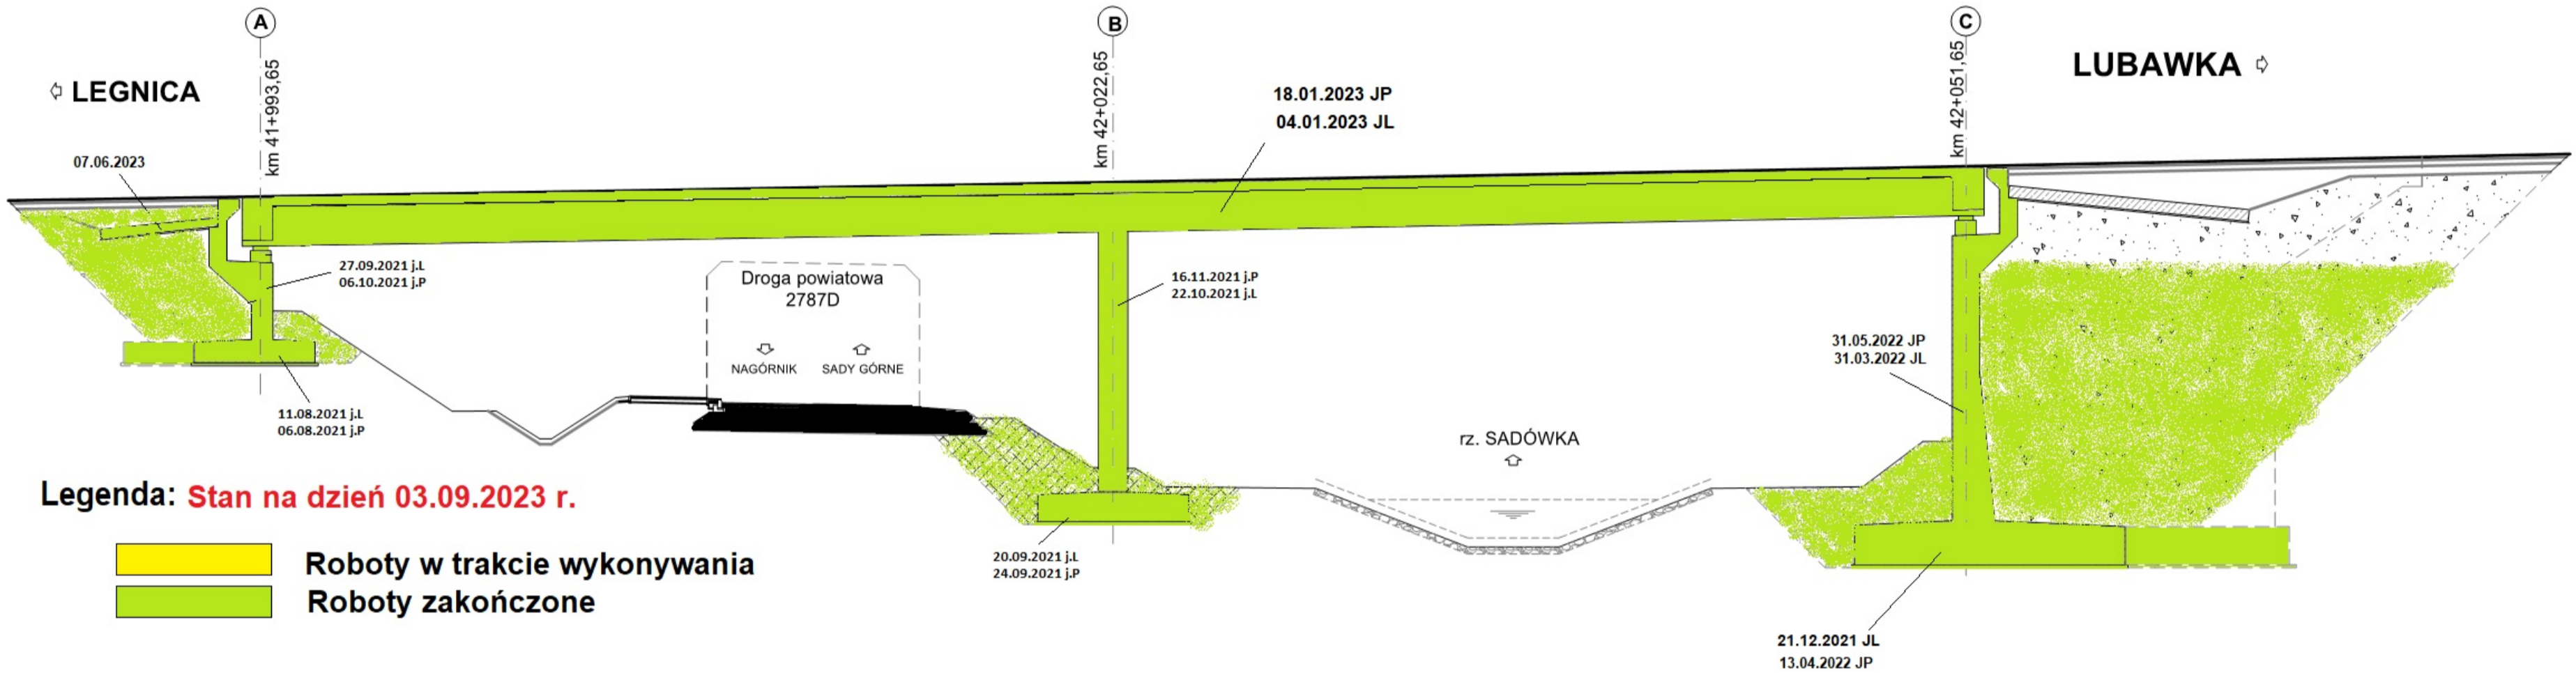 A
B
C
km 41+993,65
km 42+022,65
km 42+051,65
⇦ LEGNICA
LUBAWKA ⇨
18.01.2023 JP
04.01.2023 JL
07.06.2023
27.09.2021 j.L
06.10.2021 j.P
Droga powiatowa
2787D
NAGÓRNIK SADY GÓRNE
16.11.2021 j.P
22.10.2021 j.L
31.05.2022 JP
31.03.2022 JL
11.08.2021 j.L
06.08.2021 j.P
rz. SADÓWKA
Legenda: Stan na dzień 03.09.2023 r.
Roboty w trakcie wykonywania
Roboty zakończone
20.09.2021 j.L
24.09.2021 j.P
21.12.2021 JL
13.04.2022 JP